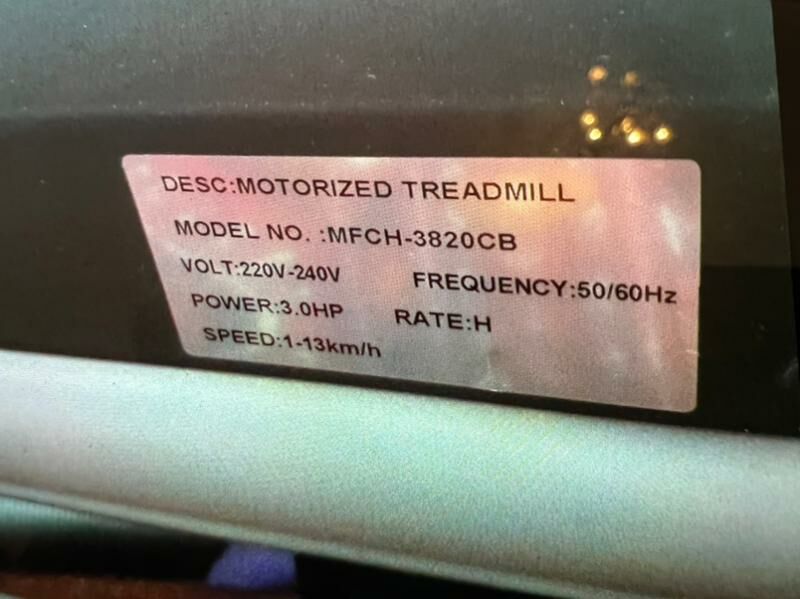 DESC:MOTORIZED TREADMILL
MODEL NO. :MFCH-3820CB
VOLT:220V-240V FREQUENCY:50/60Hz
POWER:3.0HP RATE:H
SPEED:1-13km/h